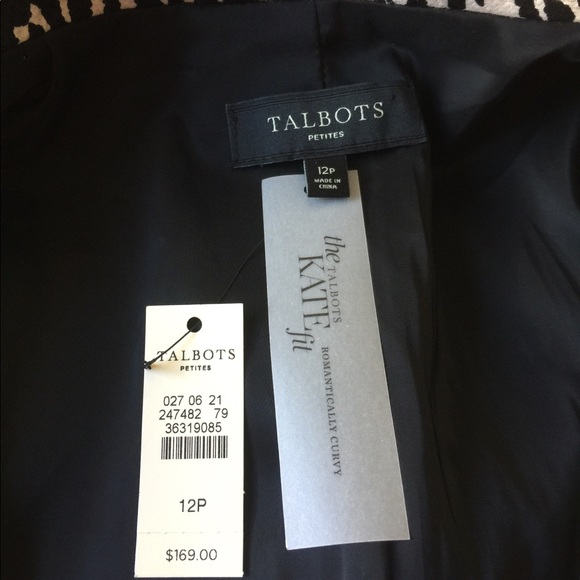 TALBOTS
PETITES
12P
MADE IN
CHINA
the TALBOTS
KATE fit
ROMANTICALLY CURVY
TALBOTS
PETITES
027 06 21
247482 79
36319085
12P
$169.00